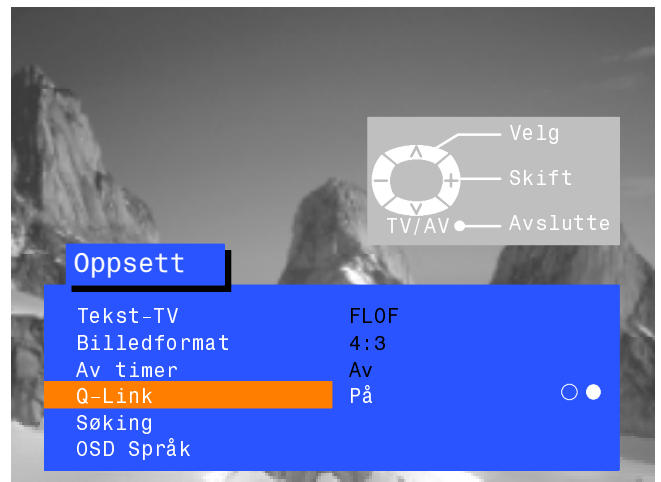 Velg
Skift
TV/AV Avslutte
Oppsett
Tekst-TV FLOF
Billedformat 4:3
Av timer Av
Q-Link På
Søking
OSD Språk